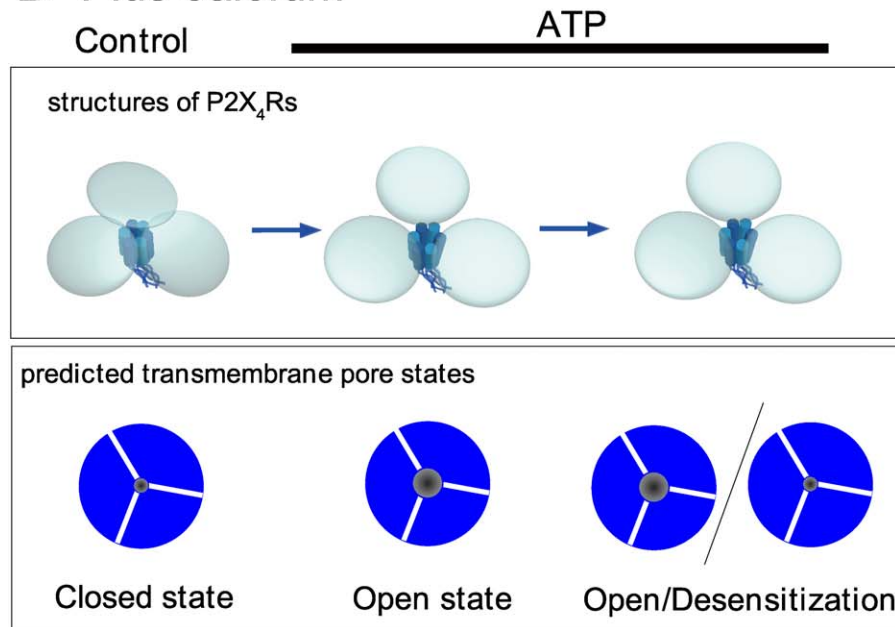 Control
ATP
structures of P2X₄Rs
predicted transmembrane pore states
Closed state
Open state
Open/Desensitization